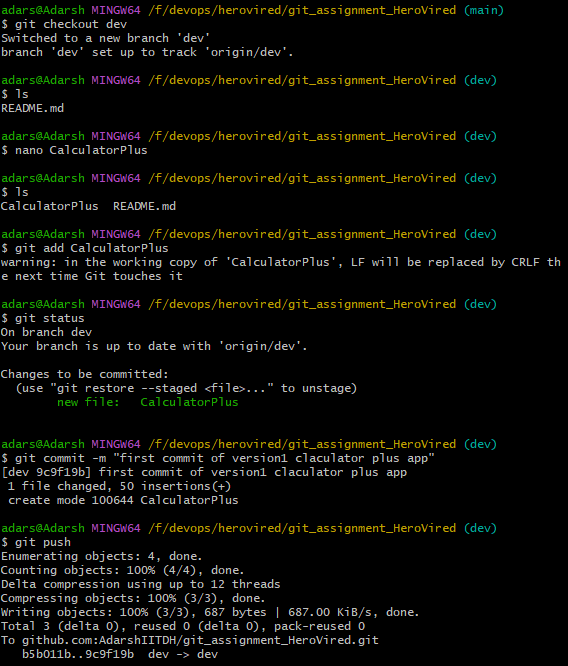 adars@Adarsh MINGW64 /f/devops/herovired/git_assignment_HeroVired (main)
$ git checkout dev
Switched to a new branch 'dev'
branch 'dev' set up to track 'origin/dev'.

adars@Adarsh MINGW64 /f/devops/herovired/git_assignment_HeroVired (dev)
$ ls
README.md

adars@Adarsh MINGW64 /f/devops/herovired/git_assignment_HeroVired (dev)
$ nano CalculatorPlus

adars@Adarsh MINGW64 /f/devops/herovired/git_assignment_HeroVired (dev)
$ ls
CalculatorPlus  README.md

adars@Adarsh MINGW64 /f/devops/herovired/git_assignment_HeroVired (dev)
$ git add CalculatorPlus
warning: in the working copy of 'CalculatorPlus', LF will be replaced by CRLF th
e next time Git touches it

adars@Adarsh MINGW64 /f/devops/herovired/git_assignment_HeroVired (dev)
$ git status
On branch dev
Your branch is up to date with 'origin/dev'.

Changes to be committed:
  (use "git restore --staged <file>..." to unstage)
        new file:   CalculatorPlus


adars@Adarsh MINGW64 /f/devops/herovired/git_assignment_HeroVired (dev)
$ git commit -m "first commit of version1 claculator plus app"
[dev 9c9f19b] first commit of version1 claculator plus app
 1 file changed, 50 insertions(+)
 create mode 100644 CalculatorPlus

adars@Adarsh MINGW64 /f/devops/herovired/git_assignment_HeroVired (dev)
$ git push
Enumerating objects: 4, done.
Counting objects: 100% (4/4), done.
Delta compression using up to 12 threads
Compressing objects: 100% (3/3), done.
Writing objects: 100% (3/3), 687 bytes | 687.00 KiB/s, done.
Total 3 (delta 0), reused 0 (delta 0), pack-reused 0
To github.com:AdarshIITDH/git_assignment_HeroVired.git
   b5b011b..9c9f19b  dev -> dev